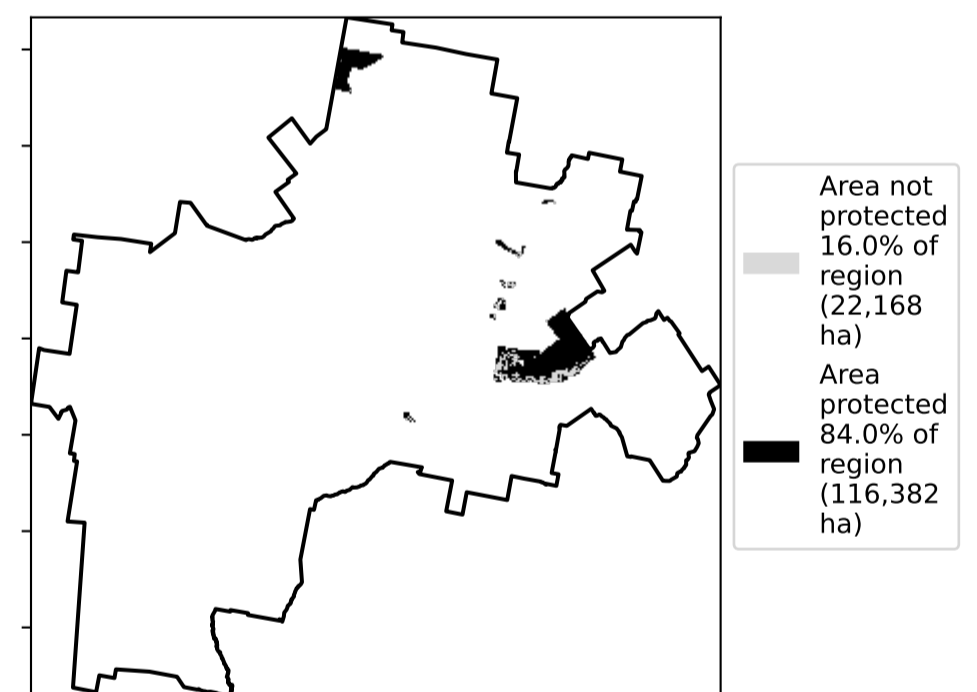 Area not
protected
16.0% of
region
(22,168
ha)
Area
protected
84.0% of
region
(116,382
ha)